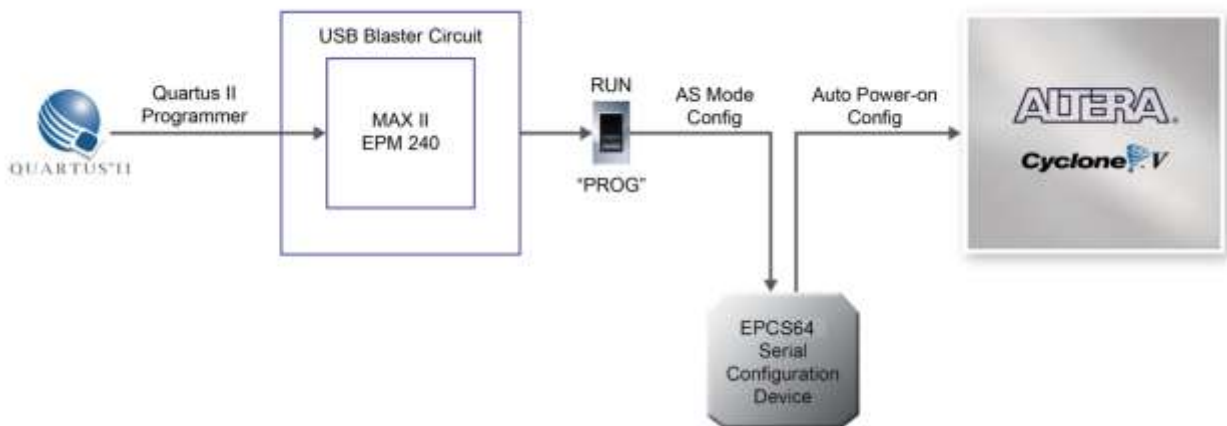 USB Blaster Circuit
Quartus II
Programmer
MAX II
EPM 240
QUARTUS®II
RUN
"PROG"
AS Mode
Config
Auto Power-on
Config
ALTERA®
Cyclone V
EPCS64
Serial
Configuration
Device